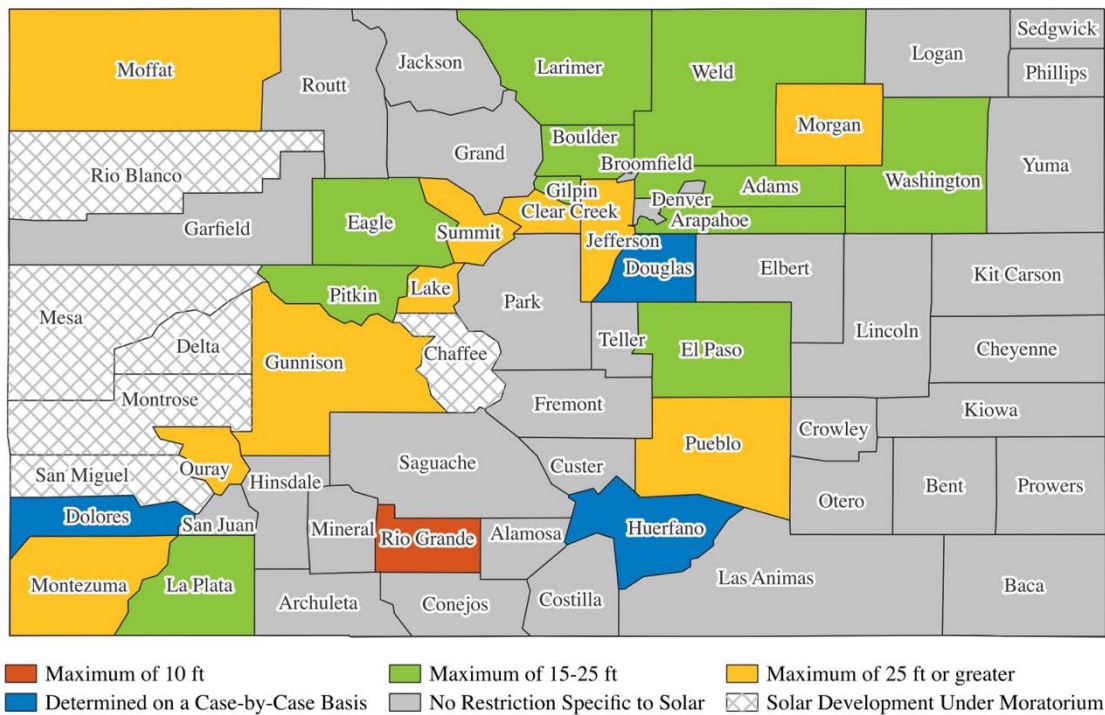 Sedgwick
Logan
Jackson
Larimer
Weld
Moffat
Phillips
Routt
Morgan
Boulder
Grand
Broomfield
Yuma
Rio Blanco
Gilpin
Adams
Washington
Denver
Clear Creek
Arapahoe
Eagle
Garfield
Summit
Jefferson
Douglas
Elbert
Kit Carson
Lake
Pitkin
Park
Mesa
Lincoln
Teller
Delta
El Paso
Cheyenne
Chaffee
Gunnison
Montrose
Fremont
Kiowa
Crowley
Pueblo
Ouray
Saguache
San Miguel
Custer
Hinsdale
Bent
Prowers
Otero
Dolores
San Juan
Mineral
Rio Grande
Alamosa
Huerfano
Montezuma
La Plata
Las Animas
Baca
Archuleta
Conejos
Costilla
Maximum of 10 ft
Maximum of 15-25 ft
Maximum of 25 ft or greater
Determined on a Case-by-Case Basis
No Restriction Specific to Solar
Solar Development Under Moratorium